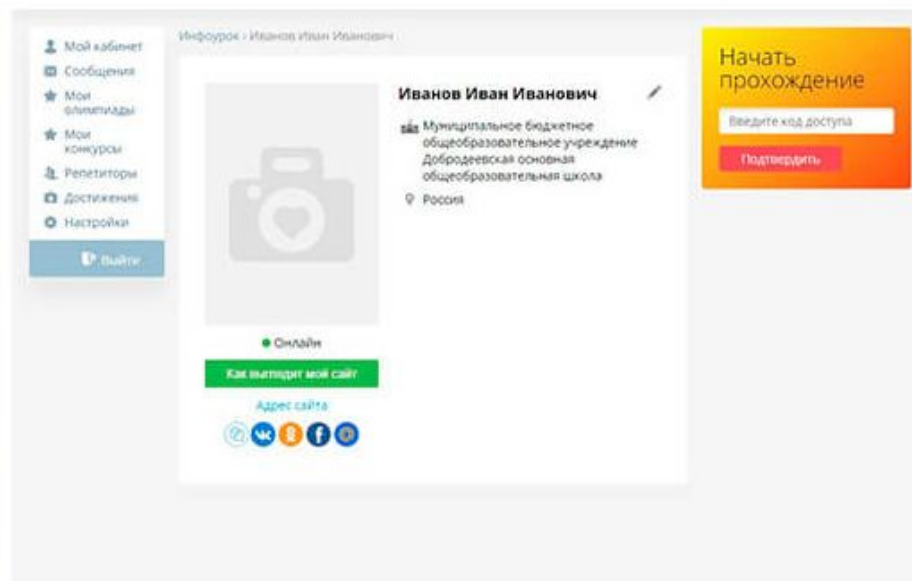 Мой кабинет
Сообщения
Мои
олимпиады
Мои
конкурсы
Репетиторы
Достижения
Настройки
Выйти
Инфоурок › Иванов Иван Иванович
Иванов Иван Иванович
Муниципальное бюджетное
общеобразовательное учреждение
Добродеевская основная
общеобразовательная школа
Россия
Онлайн
Как выглядит мой сайт
Адрес сайта
Начать
прохождение
Введите код доступа
Подтвердить